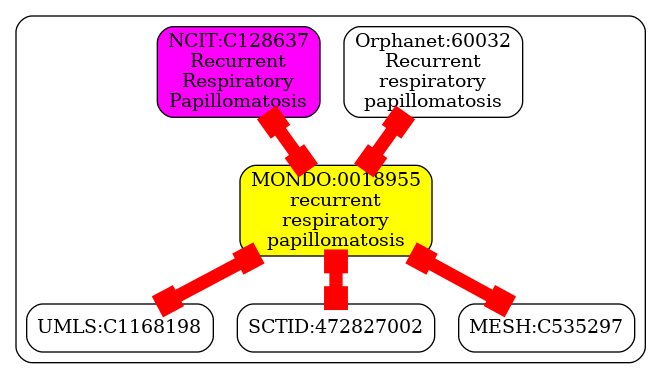 NCIT:C128637
Recurrent
Respiratory
Papillomatosis
Orphanet:60032
Recurrent
respiratory
papillomatosis
MONDO:0018955
recurrent
respiratory
papillomatosis
UMLS:C1168198
SCTID:472827002
MESH:C535297